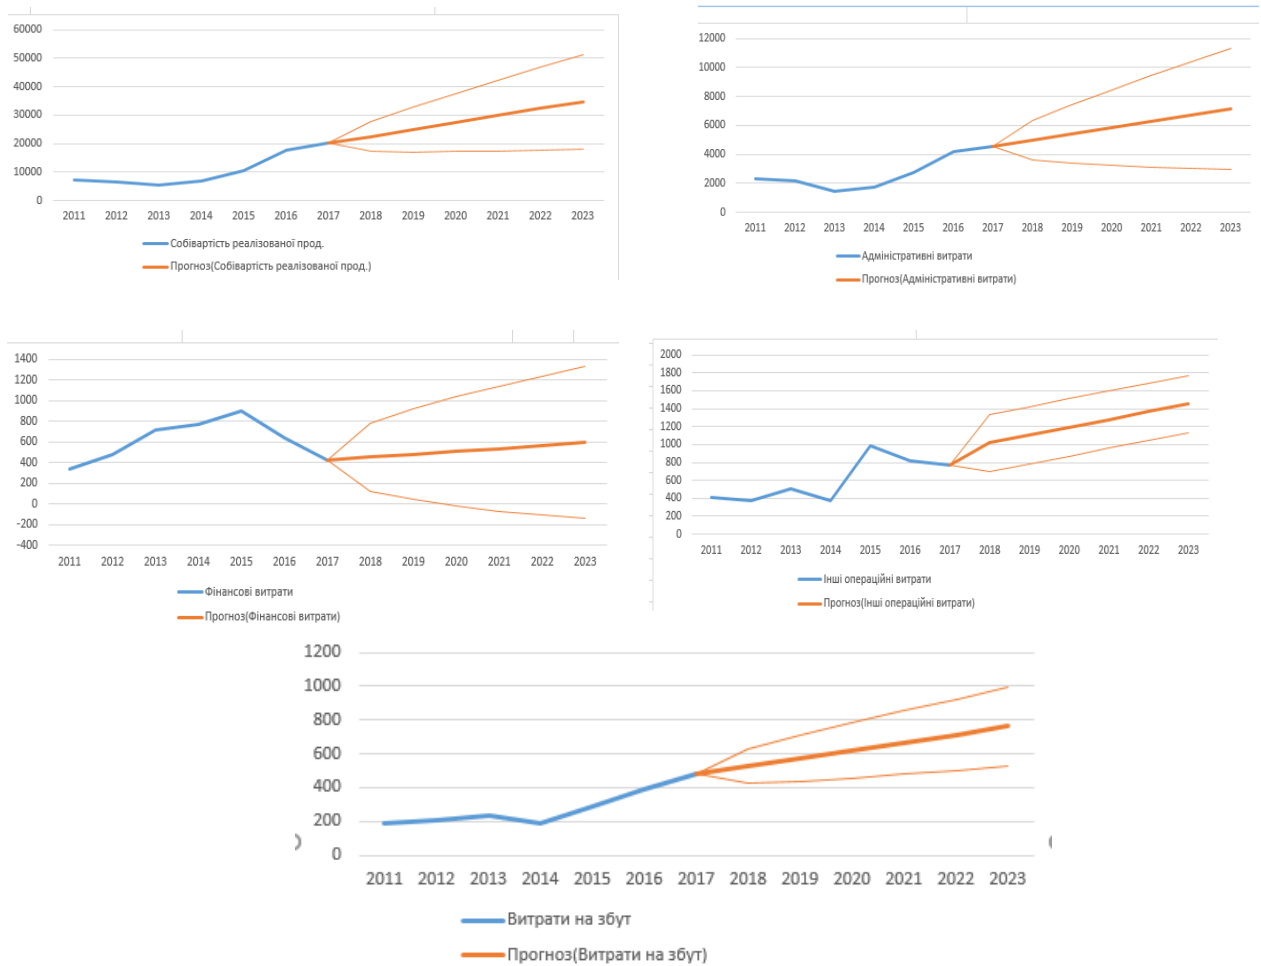 60000
50000
40000
30000
20000
10000
0
2011 2012 2013 2014 2015 2016 2017 2018 2019 2020 2021 2022 2023
Собівартість реалізованої прод.
Прогноз(Собівартість реалізованої прод.)
12000
10000
8000
6000
4000
2000
0
2011 2012 2013 2014 2015 2016 2017 2018 2019 2020 2021 2022 2023
Адміністративні витрати
Прогноз(Адміністративні витрати)
1400
1200
1000
800
600
400
200
0
-200
-400
2011 2012 2013 2014 2015 2016 2017 2018 2019 2020 2021 2022 2023
Фінансові витрати
Прогноз(Фінансові витрати)
2000
1800
1600
1400
1200
1000
800
600
400
200
0
2011 2012 2013 2014 2015 2016 2017 2018 2019 2020 2021 2022 2023
Інші операційні витрати
Прогноз(Інші операційні витрати)
1200
1000
800
600
400
200
0
2011 2012 2013 2014 2015 2016 2017 2018 2019 2020 2021 2022 2023
Витрати на збут
Прогноз(Витрати на збут)